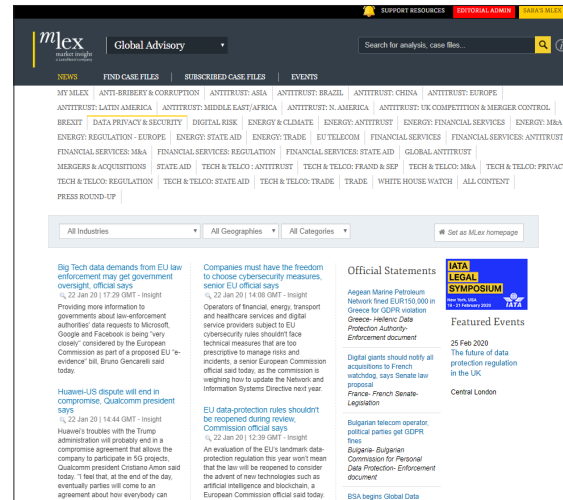 SUPPORT RESOURCES
EDITORIAL ADMIN
SARA'S MLEX
mlex
market insight
Global Advisory
Search for analysis, case files...
NEWS
FIND CASE FILES
SUBSCRIBED CASE FILES
EVENTS
MY MLEX ANTI-BRIBERY & CORRUPTION ANTITRUST: ASIA ANTITRUST: BRAZIL ANTITRUST: CHINA ANTITRUST: EUROPE
ANTITRUST: LATIN AMERICA ANTITRUST: MIDDLE EAST/AFRICA ANTITRUST: N. AMERICA ANTITRUST: UK COMPETITION & MERGER CONTROL
BREXIT DATA PRIVACY & SECURITY DIGITAL RISK ENERGY & CLIMATE ENERGY: ANTITRUST ENERGY: FINANCIAL SERVICES ENERGY: M&A
ENERGY: REGULATION - EUROPE ENERGY: STATE AID ENERGY: TRADE EU TELECOM FINANCIAL SERVICES FINANCIAL SERVICES: ANTITRUST
FINANCIAL SERVICES: M&A FINANCIAL SERVICES: REGULATION FINANCIAL SERVICES: STATE AID GLOBAL ANTITRUST
MERGERS & ACQUISITIONS STATE AID TECH & TELCO : ANTITRUST TECH & TELCO: FRAND & SEP TECH & TELCO: M&A TECH & TELCO: PRIVAC
TECH & TELCO: REGULATION TECH & TELCO: STATE AID TECH & TELCO: TRADE TRADE WHITE HOUSE WATCH ALL CONTENT
PRESS ROUND-UP
All Industries
All Geographies
All Categories
Set as MLex homepage
Big Tech data demands from EU law
enforcement may get government
oversight, official says
22 Jan 20 | 17:29 GMT - Insight
Providing more information to
governments about law-enforcement
authorities' data requests to Microsoft,
Google and Facebook is being "very
closely" considered by the European
Commission as part of a proposed EU "e-
evidence" bill, Bruno Gencarelli said
today.
Huawei-US dispute will end in
compromise, Qualcomm president
says
22 Jan 20 | 14:44 GMT - Insight
Huawei's troubles with the Trump
administration will probably end in a
compromise agreement that allows the
company to participate in 5G projects,
Qualcomm president Cristiano Amon said
today. "I feel that, at the end of the day,
eventually parties will come to an
agreement about how everybody can
Companies must have the freedom
to choose cybersecurity measures,
senior EU official says
22 Jan 20 | 14:08 GMT - Insight
Operators of financial, energy, transport
and healthcare services and digital
service providers subject to EU
cybersecurity rules shouldn't face
technical measures that are too
prescriptive to manage risks and
incidents, a senior European Commission
official said today, as the commission is
weighing how to update the Network and
Information Systems Directive next year.
EU data-protection rules shouldn't
be reopened during review,
Commission official says
22 Jan 20 | 12:39 GMT - Insight
An evaluation of the EU's landmark data-
protection regulation this year won't mean
that the law will be reopened to consider
the advent of new technologies such as
artificial intelligence and blockchain, a
European Commission official said today.
Official Statements
Aegean Marine Petroleum
Network fined EUR150,000 in
Greece for GDPR violation
Greece- Hellenic Data
Protection Authority-
Enforcement document
Digital giants should notify all
acquisitions to French
watchdog, says Senate law
proposal
France- French Senate-
Legislation
Bulgarian telecom operator,
political parties get GDPR
fines
Bulgaria- Bulgarian
Commission for Personal
Data Protection- Enforcement
document
BSA begins Global Data
IATA
LEGAL
SYMPOSIUM
New York, USA
IATA
Featured Events
25 Feb 2020
The future of data
protection regulation
in the UK
Central London